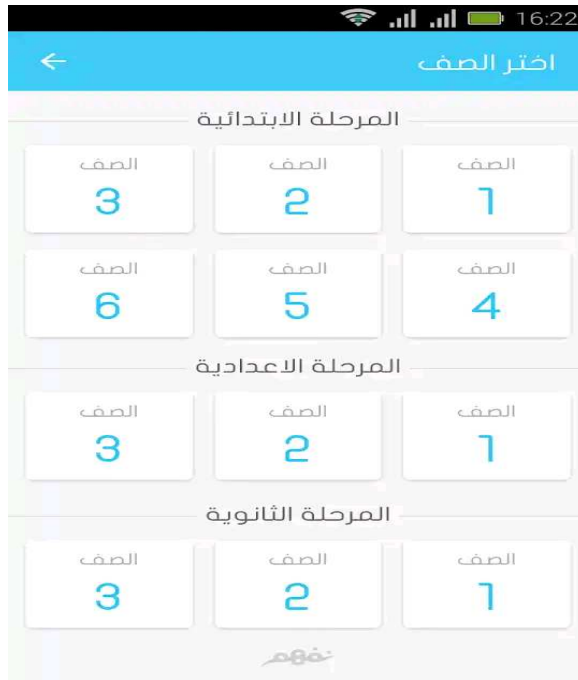 16:22
اختر الصف
المرحلة الابتدائية
الصف الصف الصف
1 2 3
الصف الصف الصف
4 5 6
المرحلة الاعدادية
الصف الصف الصف
1 2 3
المرحلة الثانوية
الصف الصف الصف
1 2 3
نفهم